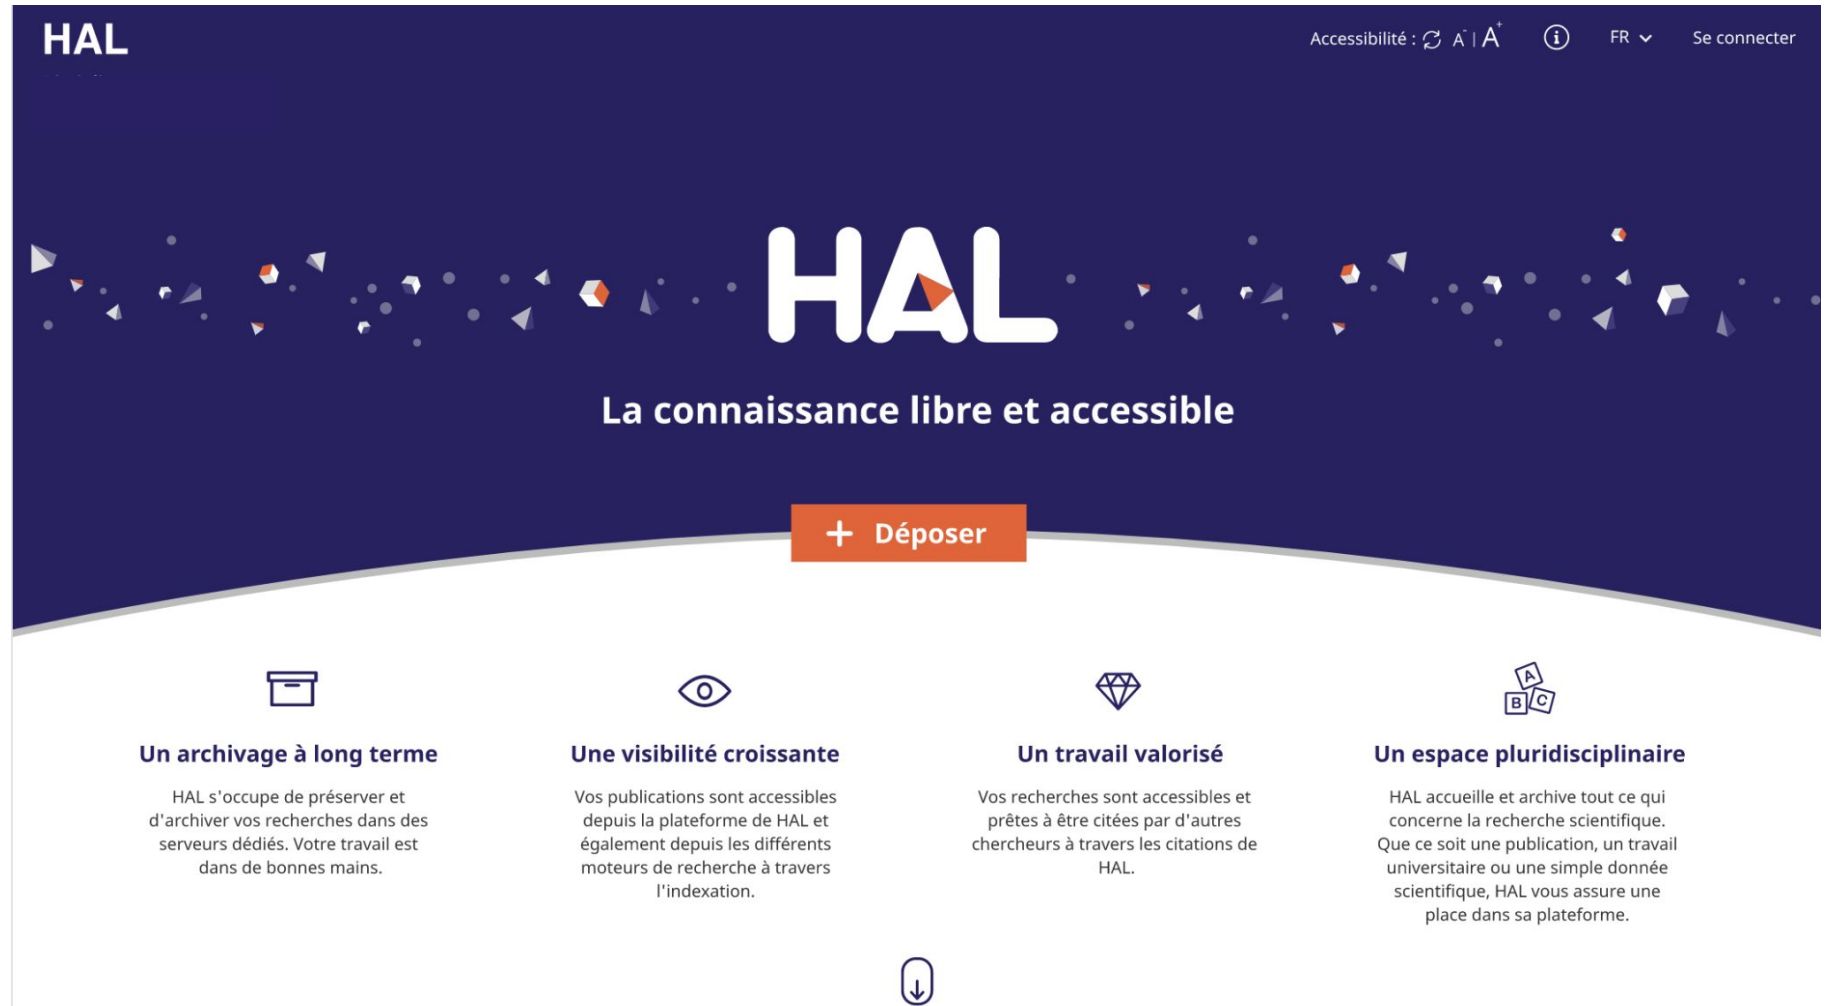 HAL
Accessibilité : A- | A+
FR
Se connecter
HAL
La connaissance libre et accessible
+ Déposer
A
B C
Un archivage à long terme
HAL s'occupe de préserver et
d'archiver vos recherches dans des
serveurs dédiés. Votre travail est
dans de bonnes mains.
Une visibilité croissante
Vos publications sont accessibles
depuis la plateforme de HAL et
également depuis les différents
moteurs de recherche à travers
l'indexation.
Un travail valorisé
Vos recherches sont accessibles et
prêtes à être citées par d'autres
chercheurs à travers les citations de
HAL.
Un espace pluridisciplinaire
HAL accueille et archive tout ce qui
concerne la recherche scientifique.
Que ce soit une publication, un travail
universitaire ou une simple donnée
scientifique, HAL vous assure une
place dans sa plateforme.